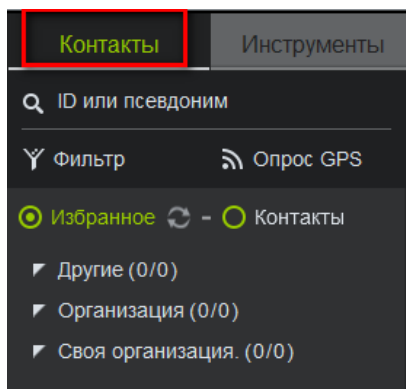 Контакты Инструменты
ID или псевдоним
Фильтр Опрос GPS
Избранное - Контакты
Другие (0/0)
Организация (0/0)
Своя организация. (0/0)